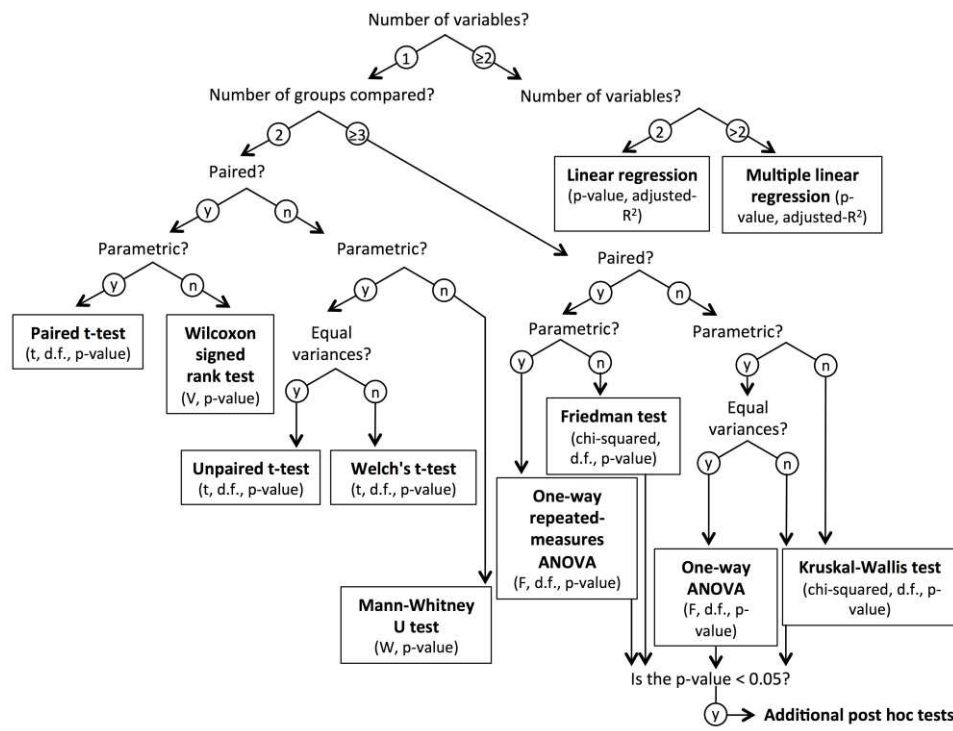 Number of variables?
1
≥2
Number of groups compared?
Number of variables?
2
≥3
2
>2
Paired?
Linear regression
(p-value, adjusted-
R²)
Multiple linear
regression (p-
value, adjusted-R²)
y
n
Parametric?
Parametric?
Paired?
y
n
y
n
y
n
Paired t-test
(t, d.f., p-value)
Wilcoxon
signed
rank test
(V, p-value)
Equal
variances?
Parametric?
Parametric?
y
n
y
n
y
n
Friedman test
(chi-squared,
d.f., p-value)
Equal
variances?
Unpaired t-test
(t, d.f., p-value)
Welch's t-test
(t, d.f., p-value)
y
n
One-way
repeated-
measures
ANOVA
(F, d.f., p-value)
One-way
ANOVA
(F, d.f., p-
value)
Kruskal-Wallis test
(chi-squared, d.f., p-
value)
Mann-Whitney
U test
(W, p-value)
Is the p-value < 0.05?
y
Additional post hoc tests